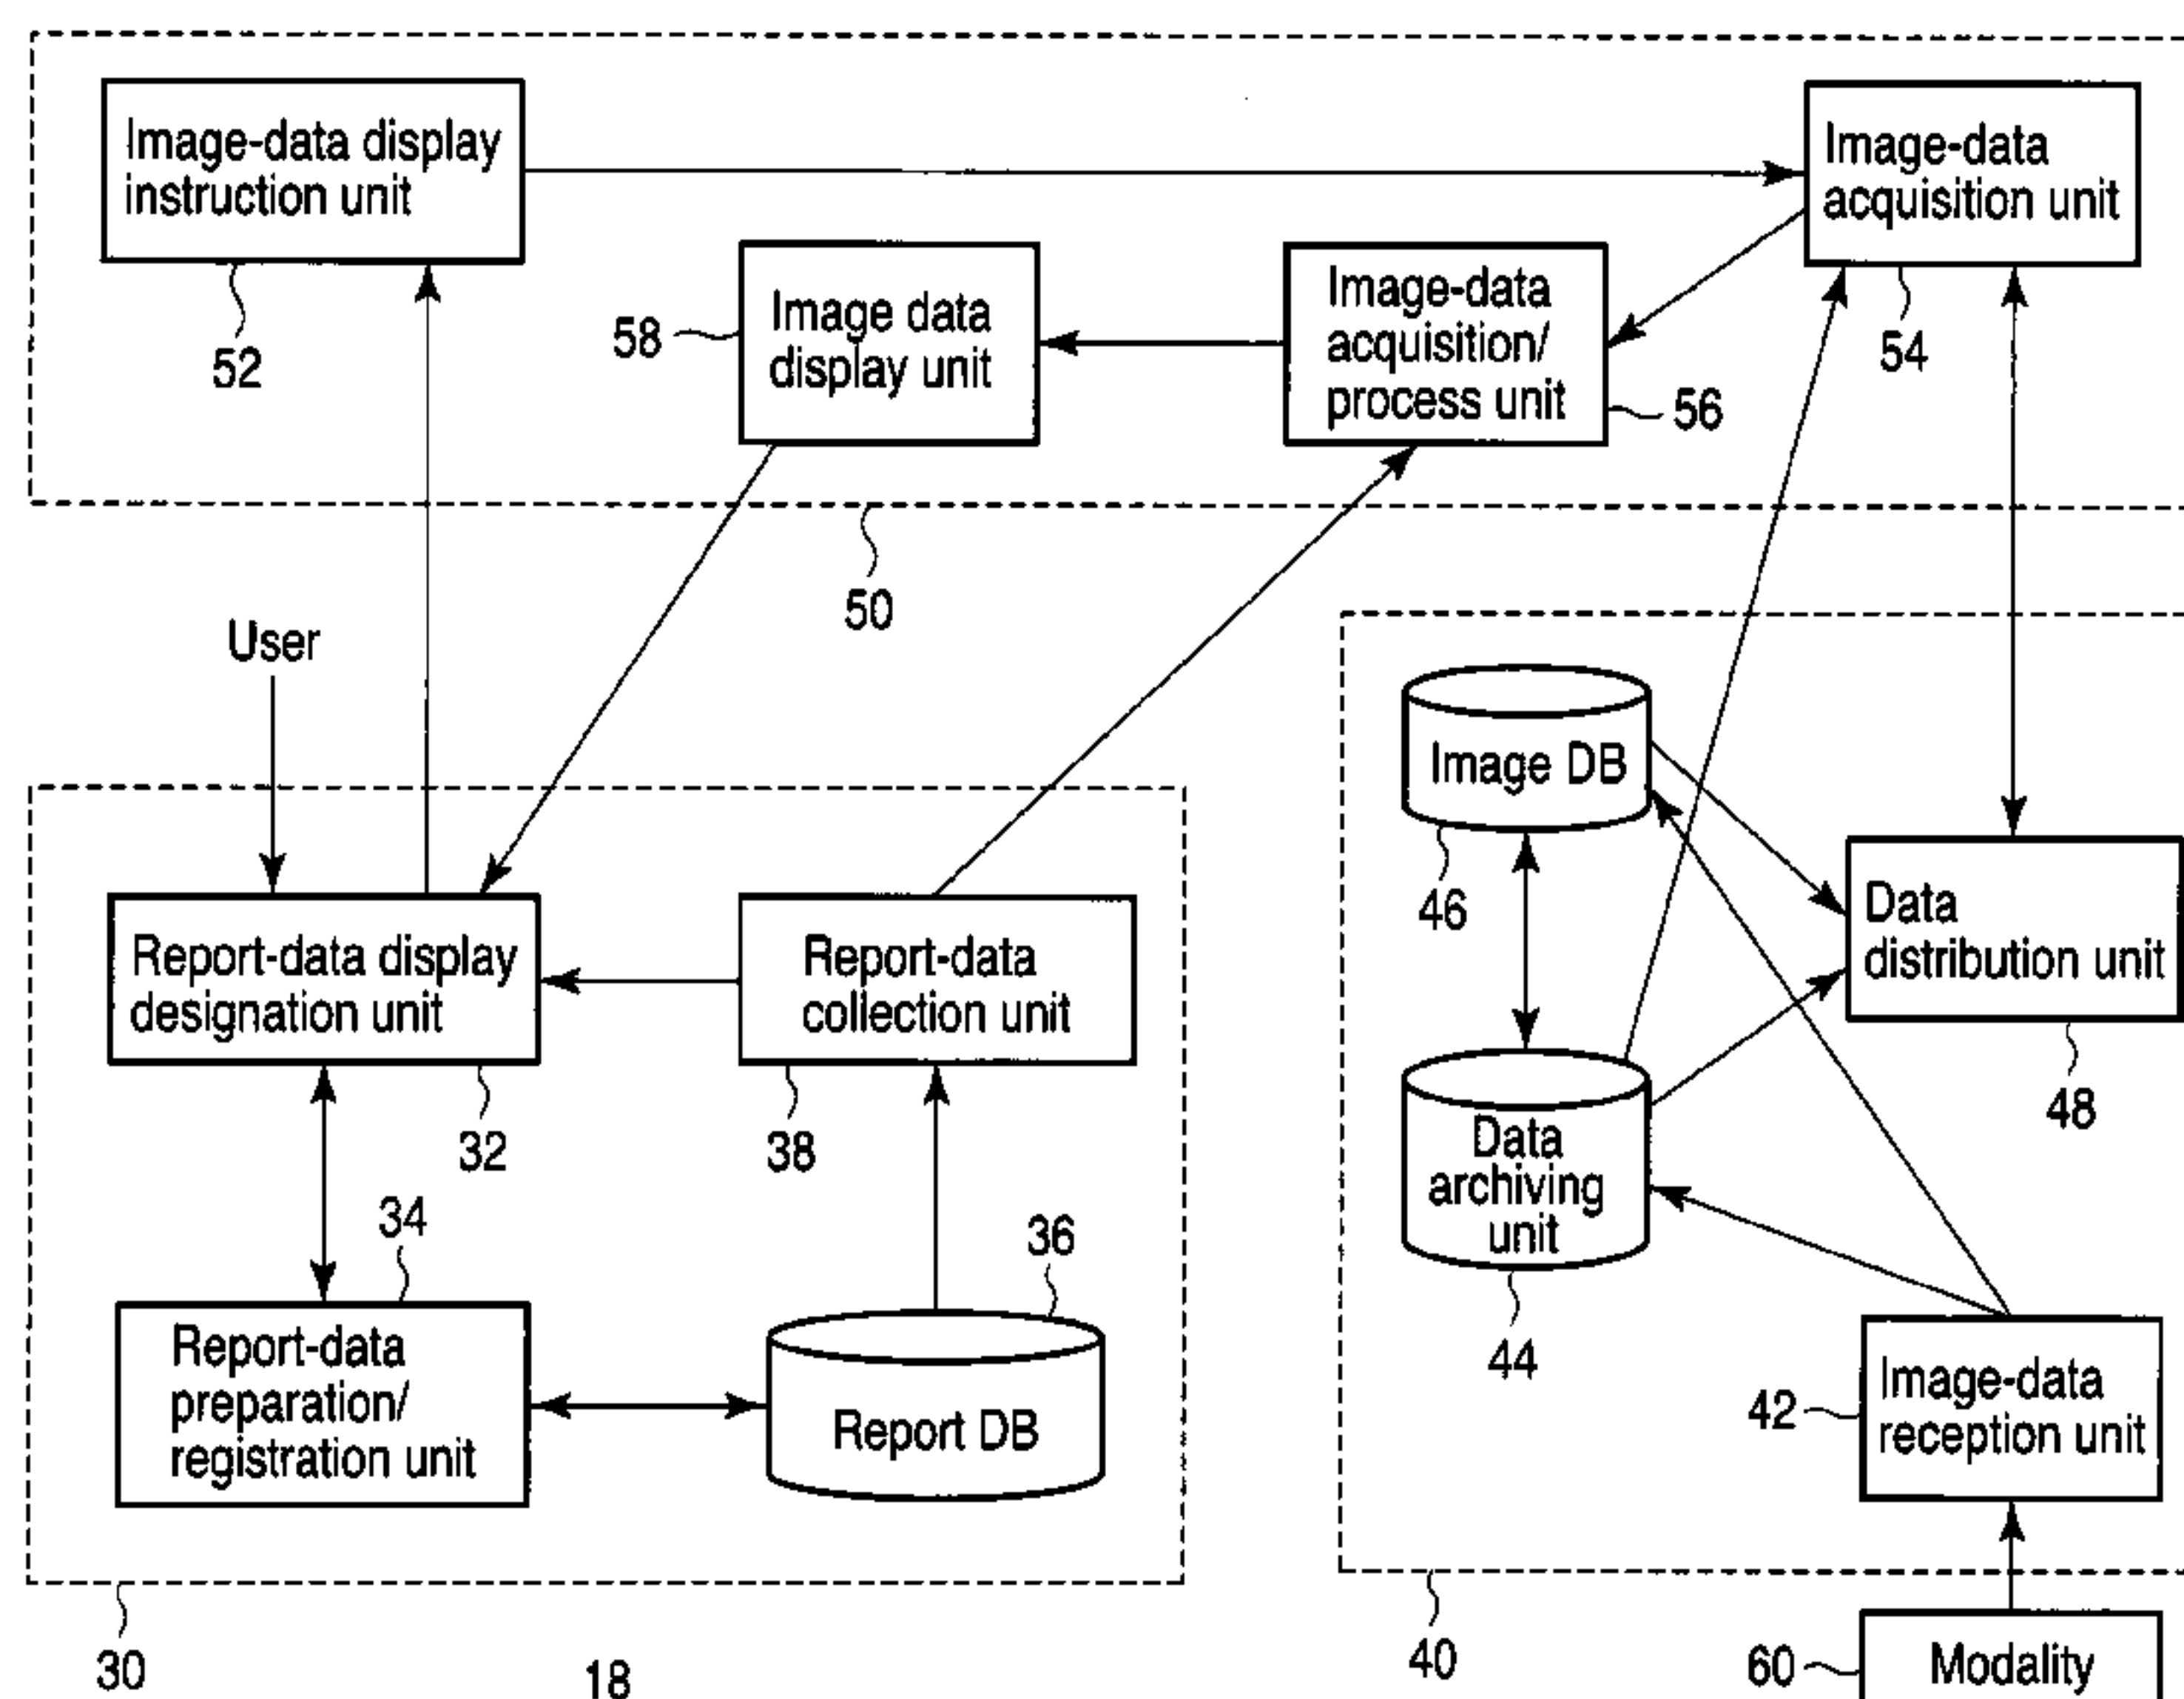 Image-data display
instruction unit
52
Image-data
acquisition unit
54
58
Image data
display unit
Image-data
acquisition/
process unit
56
50
User
Image DB
46
Report-data display
designation unit
32
Report-data
collection unit
38
Data
distribution unit
48
Data
archiving
unit
44
34
Report-data
preparation/
registration unit
36
Report DB
42
Image-data
reception unit
30
18
40
60
Modality